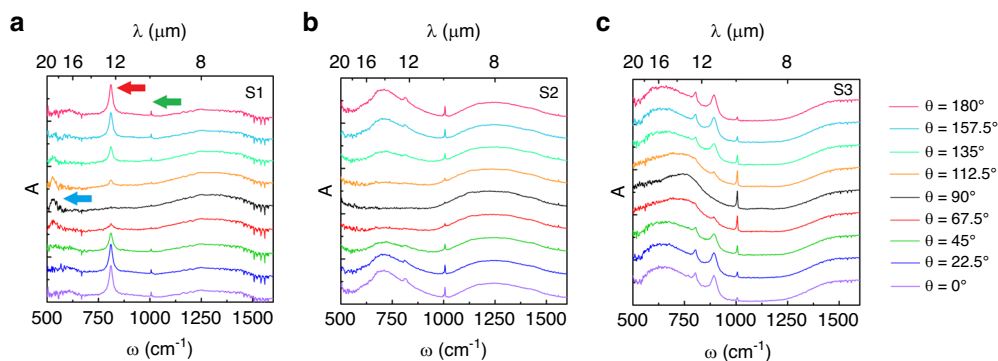 a
λ (μm)
20 16 12 8
S1
A
500 750 1000 1250 1500
ω (cm⁻¹)
b
λ (μm)
20 16 12 8
S2
A
500 750 1000 1250 1500
ω (cm⁻¹)
c
λ (μm)
20 16 12 8
S3
A
500 750 1000 1250 1500
ω (cm⁻¹)
θ = 180°
θ = 157.5°
θ = 135°
θ = 112.5°
θ = 90°
θ = 67.5°
θ = 45°
θ = 22.5°
θ = 0°